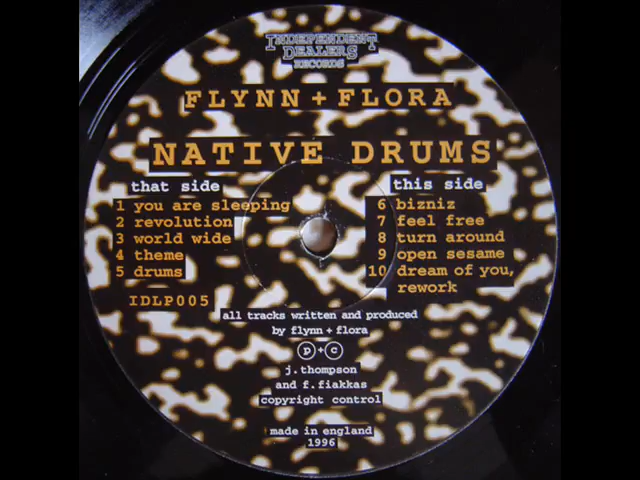 INDEPENDENT
DEALERS
RECORDS
FLYNN + FLORA
NATIVE DRUMS
that side
1 you are sleeping
2 revolution
3 world wide
4 theme
5 drums
IDLP005
this side
6 bizniz
7 feel free
8 turn around
9 open sesame
10 dream of you,
rework
all tracks written and produced
by flynn + flora
P + C
j.thompson
and f.fiakkas
copyright control
made in england
1996